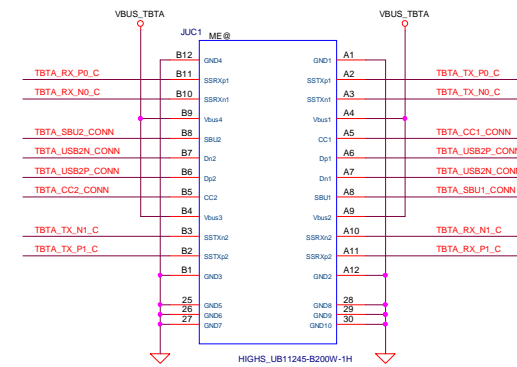 VBUS_TBTA VBUS_TBTA
JUC1 ME@
B12 GND4 GND1 A1
TBTA_RX_P0_C B11 SSRXp1 SSTXp1 A2 TBTA_TX_P0_C
TBTA_RX_N0_C B10 SSRXn1 SSTXn1 A3 TBTA_TX_N0_C
B9 Vbus4 Vbus1 A4
TBTA_SBU2_CONN B8 SBU2 CC1 A5 TBTA_CC1_CONN
TBTA_USB2N_CONN B7 Dn2 Dp1 A6 TBTA_USB2P_CONN
TBTA_USB2P_CONN B6 Dp2 Dn1 A7 TBTA_USB2N_CONN
TBTA_CC2_CONN B5 CC2 SBU1 A8 TBTA_SBU1_CONN
B4 Vbus3 Vbus2 A9
TBTA_TX_N1_C B3 SSTXn2 SSRXn2 A10 TBTA_RX_N1_C
TBTA_TX_P1_C B2 SSTXp2 SSRXp2 A11 TBTA_RX_P1_C
B1 GND3 GND2 A12
25 GND5 GND8 28
26 GND6 GND9 29
27 GND7 GND10 30
HIGHS_UB11245-B200W-1H